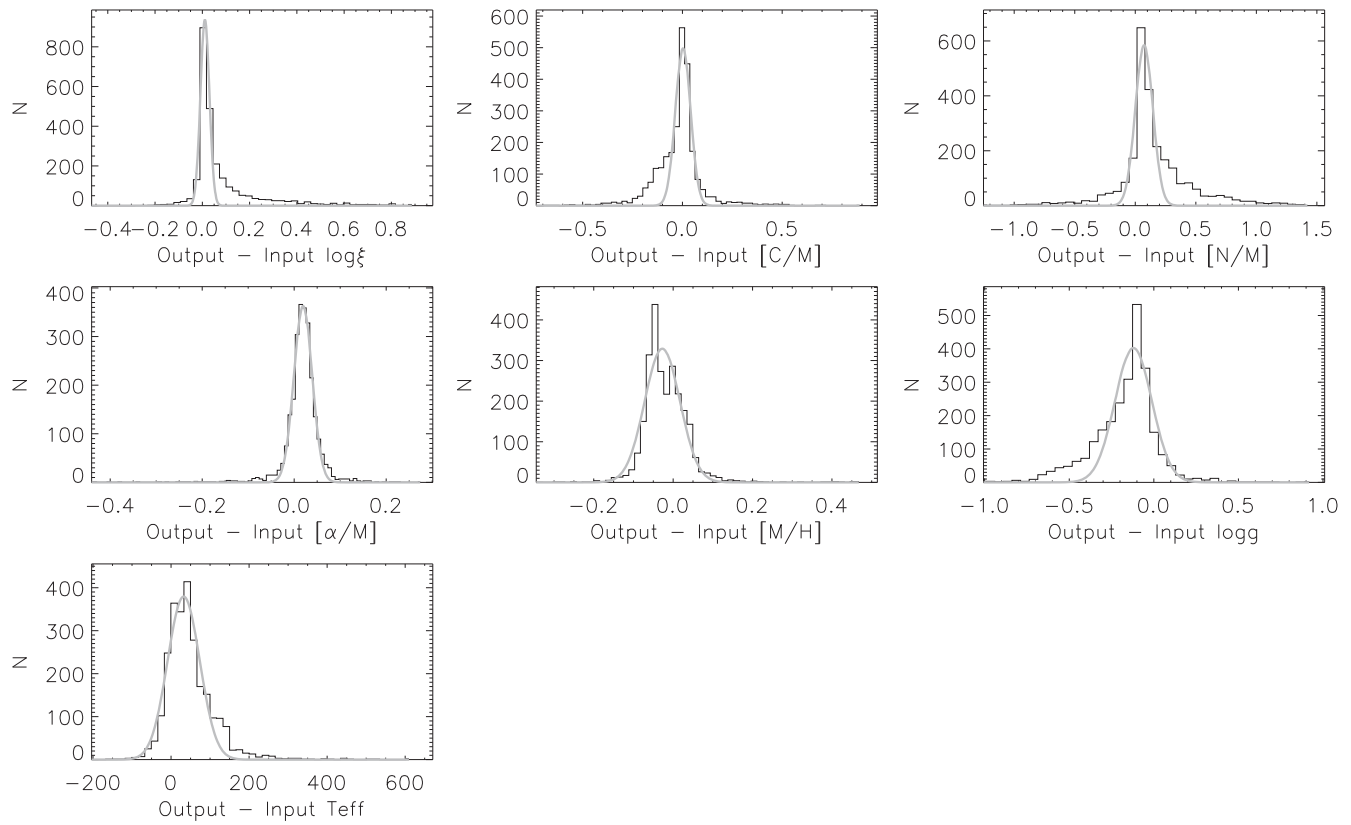 N
800
600
400
200
0
−0.4 −0.2 0.0 0.2 0.4 0.6 0.8
Output − Input logξ
N
600
500
400
300
200
100
0
−0.5 0.0 0.5
Output − Input [C/M]
N
600
400
200
0
−1.0 −0.5 0.0 0.5 1.0 1.5
Output − Input [N/M]
N
400
300
200
100
0
−0.4 −0.2 0.0 0.2
Output − Input [α/M]
N
400
300
200
100
0
−0.2 0.0 0.2 0.4
Output − Input [M/H]
N
500
400
300
200
100
0
−1.0 −0.5 0.0 0.5 1.0
Output − Input logg
N
400
300
200
100
0
−200 0 200 400 600
Output − Input Teff